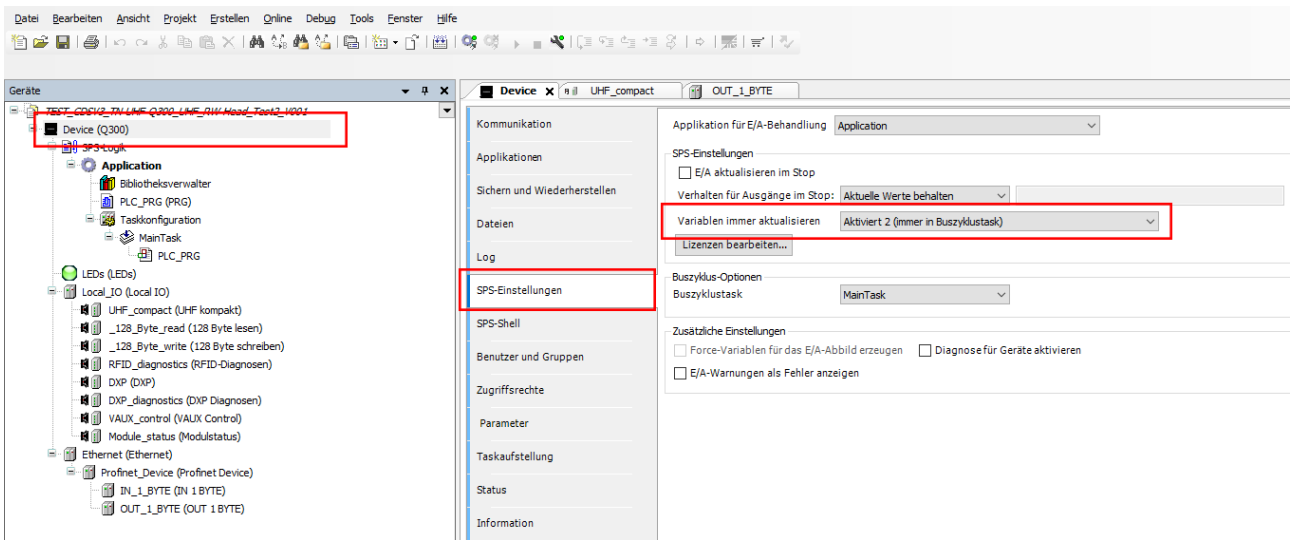 Datei Bearbeiten Ansicht Projekt Erstellen Online Debug Tools Fenster Hilfe
Geräte
TEST_CDSV3_TN-UHF-Q300_UHF_RW-Head_Test2_V001
Device (Q300)
SPS-Logik
Application
Bibliotheksverwalter
PLC_PRG (PRG)
Taskkonfiguration
MainTask
PLC_PRG
LEDs (LEDs)
Local_IO (Local IO)
UHF_compact (UHF kompakt)
_128_Byte_read (128 Byte lesen)
_128_Byte_write (128 Byte schreiben)
RFID_diagnostics (RFID-Diagnosen)
DXP (DXP)
DXP_diagnostics (DXP Diagnosen)
VAUX_control (VAUX Control)
Module_status (Modulstatus)
Ethernet (Ethernet)
Profinet_Device (Profinet Device)
IN_1_BYTE (IN 1 BYTE)
OUT_1_BYTE (OUT 1 BYTE)
Device UHF_compact OUT_1_BYTE
Kommunikation
Applikationen
Sichern und Wiederherstellen
Dateien
Log
SPS-Einstellungen
SPS-Shell
Benutzer und Gruppen
Zugriffsrechte
Parameter
Taskaufstellung
Status
Information
Applikation für E/A-Behandlung Application
SPS-Einstellungen
E/A aktualisieren im Stop
Verhalten für Ausgänge im Stop: Aktuelle Werte behalten
Variablen immer aktualisieren Aktiviert 2 (immer in Buszyklustask)
Lizenzen bearbeiten...
Buszyklus-Optionen
Buszyklustask MainTask
Zusätzliche Einstellungen
Force-Variablen für das E/A-Abbild erzeugen Diagnose für Geräte aktivieren
E/A-Warnungen als Fehler anzeigen